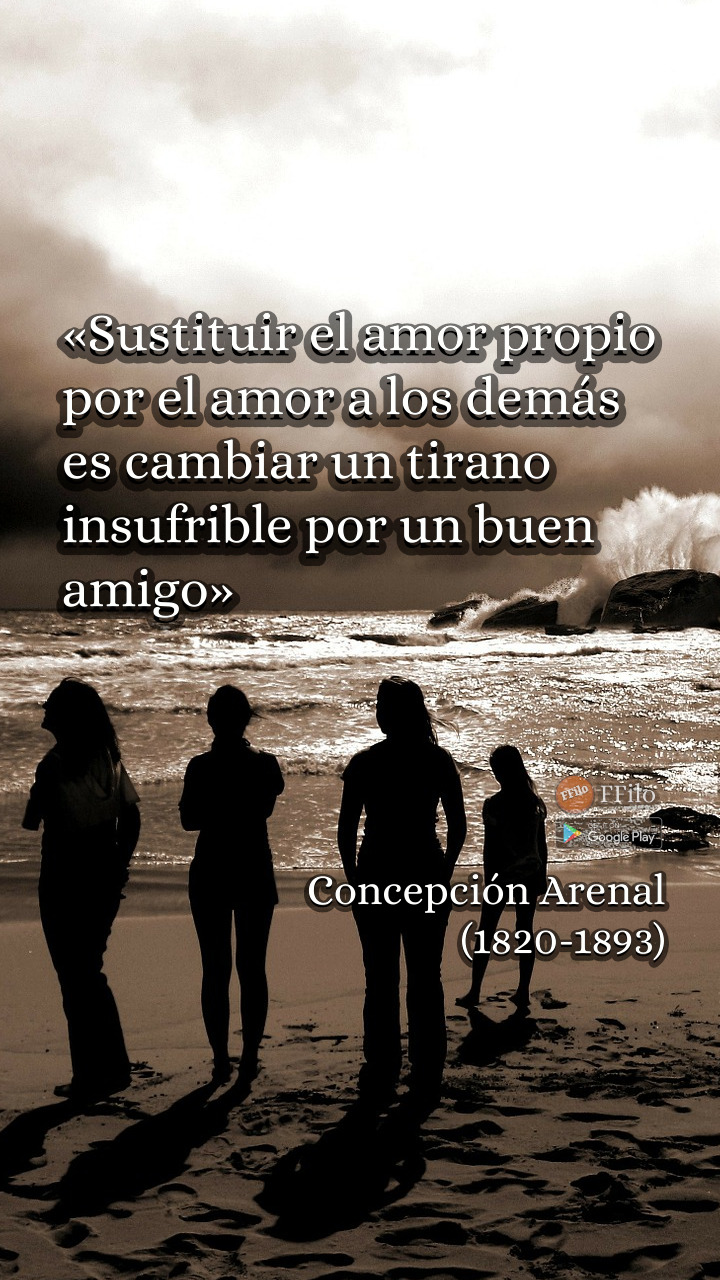 «Sustituir el amor propio
por el amor a los demás
es cambiar un tirano
insufrible por un buen
amigo»
FFilo FFilo
Google Play
Concepción Arenal
(1820-1893)